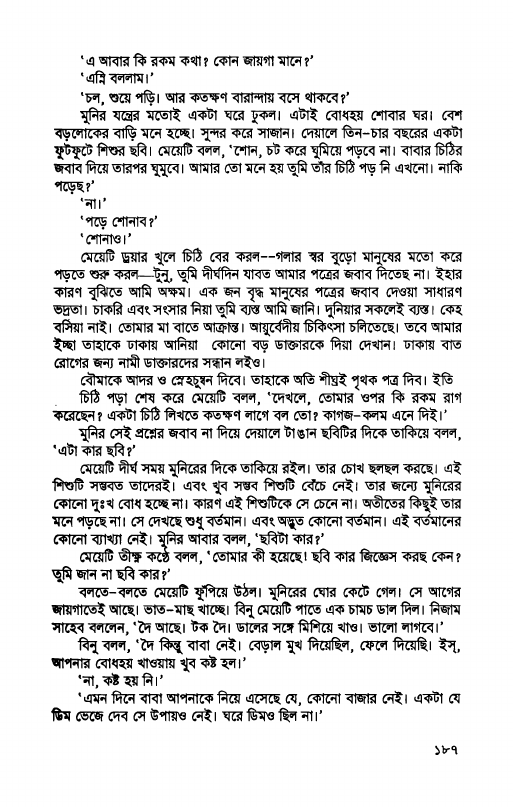 'এ আবার কি রকম কথা? কোন জায়গা মানে?'
'এম্নি বললাম।'
'চল, শুয়ে পড়ি। আর কতক্ষণ বারান্দায় বসে থাকবে?'
মুনির যন্ত্রের মতোই একটা ঘরে ঢুকল। এটাই বোধহয় শোবার ঘর। বেশ
বড়লোকের বাড়ি মনে হচ্ছে। সুন্দর করে সাজান। দেয়ালে তিন-চার বছরের একটা
ফুটফুটে শিশুর ছবি। মেয়েটি বলল, 'শোন, চট করে ঘুমিয়ে পড়বে না। বাবার চিঠির
জবাব দিয়ে তারপর ঘুমুবে। আমার তো মনে হয় তুমি তাঁর চিঠি পড় নি এখনো। নাকি
পড়েছ?'
'না।'
'পড়ে শোনাব?'
'শোনাও।'
মেয়েটি ড্রয়ার খুলে চিঠি বের করল--গলার স্বর বুড়ো মানুষের মতো করে
পড়তে শুরু করল—টুনু, তুমি দীর্ঘদিন যাবত আমার পত্রের জবাব দিতেছ না। ইহার
কারণ বুঝিতে আমি অক্ষম। এক জন বৃদ্ধ মানুষের পত্রের জবাব দেওয়া সাধারণ
ভদ্রতা। চাকরি এবং সংসার নিয়া তুমি ব্যস্ত আমি জানি। দুনিয়ার সকলেই ব্যস্ত। কেহ
বসিয়া নাই। তোমার মা বাতে আক্রান্ত। আয়ুর্বেদীয় চিকিৎসা চলিতেছে। তবে আমার
ইচ্ছা তাহাকে ঢাকায় আনিয়া কোনো বড় ডাক্তারকে দিয়া দেখান। ঢাকায় বাত
রোগের জন্য নামী ডাক্তারদের সন্ধান লইও।
বৌমাকে আদর ও স্নেহচুম্বন দিবে। তাহাকে অতি শীঘ্রই পৃথক পত্র দিব। ইতি
চিঠি পড়া শেষ করে মেয়েটি বলল, 'দেখলে, তোমার ওপর কি রকম রাগ
করেছেন? একটা চিঠি লিখতে কতক্ষণ লাগে বল তো? কাগজ-কলম এনে দিই।'
মুনির সেই প্রশ্নের জবাব না দিয়ে দেয়ালে টাঙান ছবিটির দিকে তাকিয়ে বলল,
'এটা কার ছবি?'
মেয়েটি দীর্ঘ সময় মুনিরের দিকে তাকিয়ে রইল। তার চোখ ছলছল করছে। এই
শিশুটি সম্ভবত তাদেরই। এবং খুব সম্ভব শিশুটি বেঁচে নেই। তার জন্যে মুনিরের
কোনো দুঃখ বোধ হচ্ছে না। কারণ এই শিশুটিকে সে চেনে না। অতীতের কিছুই তার
মনে পড়ছে না। সে দেখছে শুধু বর্তমান। এবং অদ্ভুত কোনো বর্তমান। এই বর্তমানের
কোনো ব্যাখ্যা নেই। মুনির আবার বলল, 'ছবিটা কার?'
মেয়েটি তীক্ষ্ণ কণ্ঠে বলল, 'তোমার কী হয়েছে! ছবি কার জিজ্ঞেস করছ কেন?
তুমি জান না ছবি কার?'
বলতে-বলতে মেয়েটি ফুঁপিয়ে উঠল। মুনিরের ঘোর কেটে গেল। সে আগের
জায়গাতেই আছে। ভাত-মাছ খাচ্ছে। বিনু মেয়েটি পাতে এক চামচ ডাল দিল। নিজাম
সাহেব বললেন, 'দৈ আছে। টক দৈ। ডালের সঙ্গে মিশিয়ে খাও। ভালো লাগবে।'
বিনু বলল, 'দৈ কিন্তু বাবা নেই। বেড়াল মুখ দিয়েছিল, ফেলে দিয়েছি। ইস্,
আপনার বোধহয় খাওয়ায় খুব কষ্ট হল।'
'না, কষ্ট হয় নি।'
'এমন দিনে বাবা আপনাকে নিয়ে এসেছে যে, কোনো বাজার নেই। একটা যে
ডিম ভেজে দেব সে উপায়ও নেই। ঘরে ডিমও ছিল না।'
১৮৭